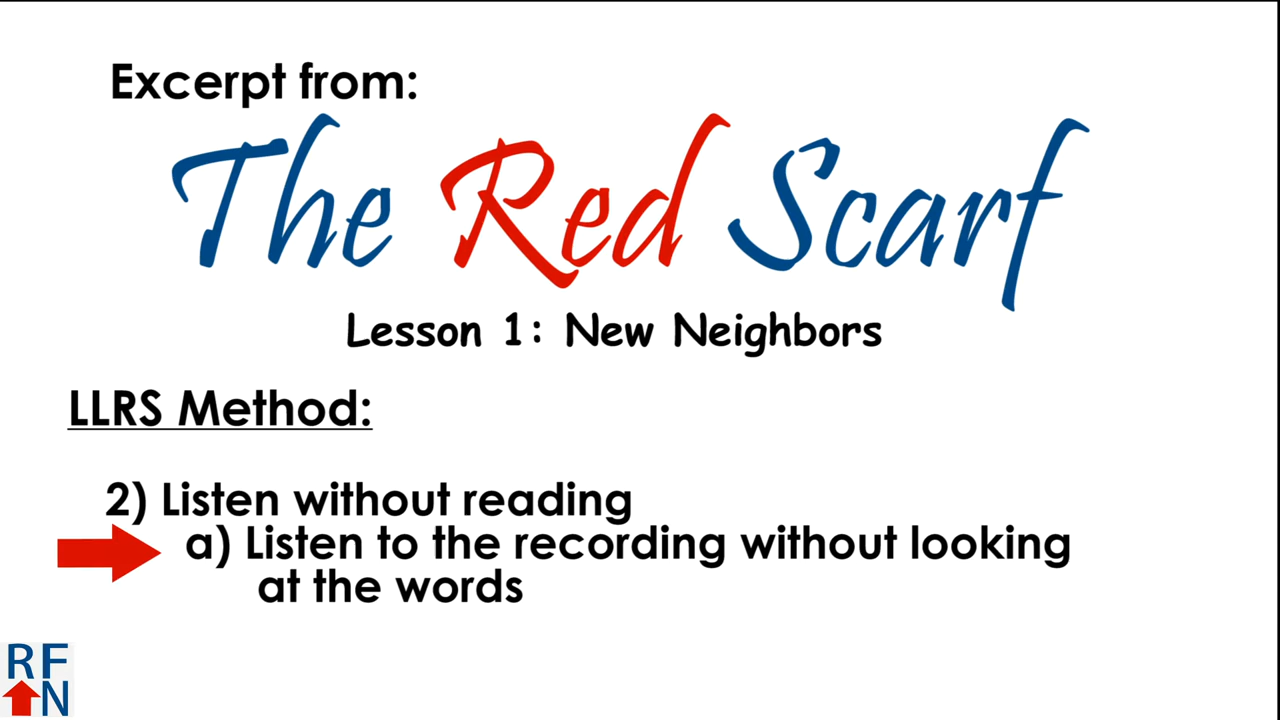 Excerpt from:
The Red Scarf
Lesson 1: New Neighbors
LLRS Method:
2) Listen without reading
a) Listen to the recording without looking
at the words
RF
N